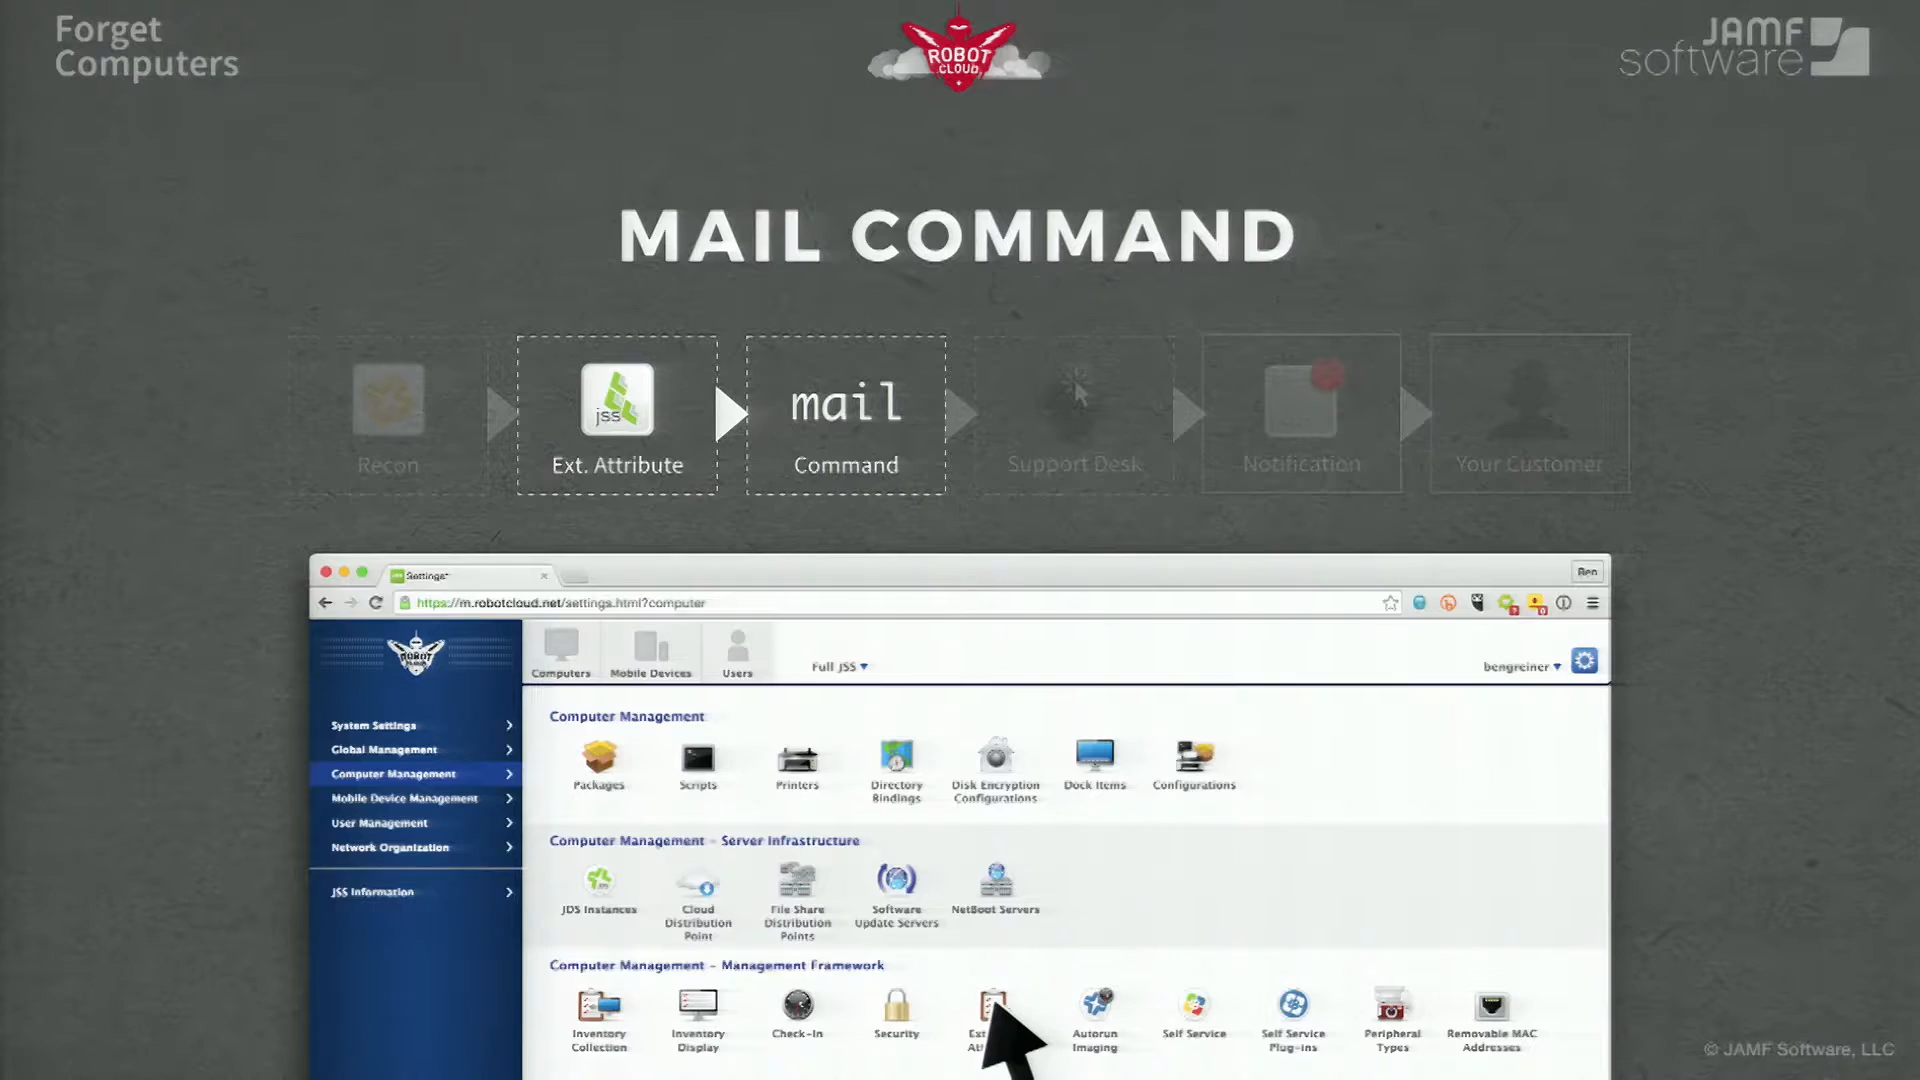 Forget
Computers
ROBOT
CLOUD
JAMF
software
MAIL COMMAND
Recon
jss
Ext. Attribute
mail
Command
Support Desk
Notification
Your Customer
Settings
Ben
https://m.robotcloud.net/settings.html?computer
ROBOT
CLOUD
Computers
Mobile Devices
Users
Full JSS
bengreiner
System Settings
Global Management
Computer Management
Mobile Device Management
User Management
Network Organization
JSS Information
Computer Management
Packages
Scripts
Printers
Directory
Bindings
Disk Encryption
Configurations
Dock Items
Configurations
Computer Management – Server Infrastructure
JDS Instances
Cloud
Distribution
Point
File Share
Distribution
Points
Software
Update Servers
NetBoot Servers
Computer Management – Management Framework
Inventory
Collection
Inventory
Display
Check-In
Security
Autorun
Imaging
Self Service
Self Service
Plug-ins
Peripheral
Types
Removable MAC
Addresses
© JAMF Software, LLC